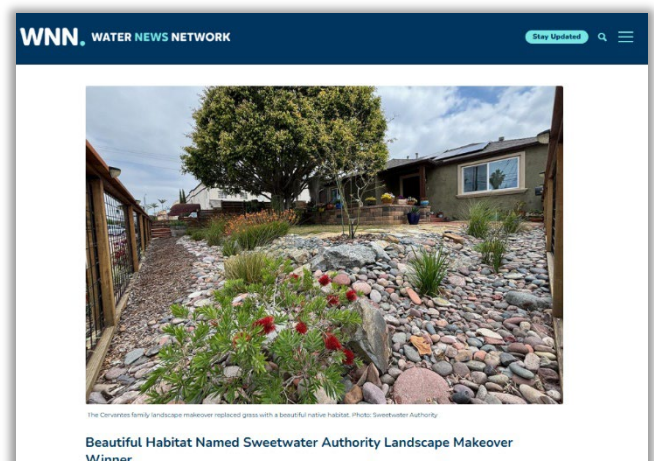 WNN. WATER NEWS NETWORK
Stay Updated
The Cervantes family landscape makeover replaced grass with a beautiful native habitat. Photo: Sweetwater Authority
Beautiful Habitat Named Sweetwater Authority Landscape Makeover
Winner